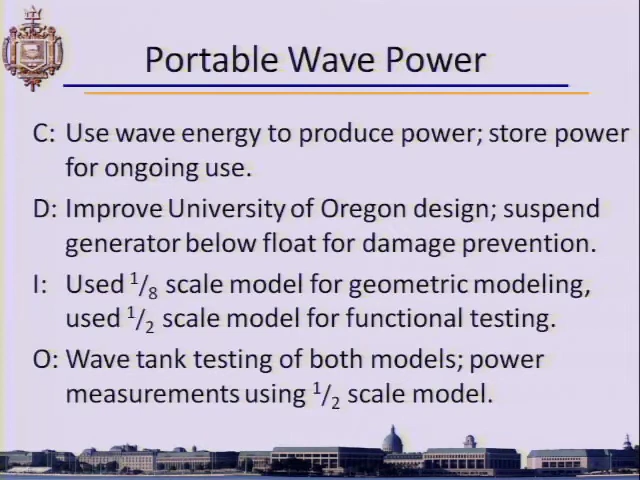 Portable Wave Power
C: Use wave energy to produce power; store power
for ongoing use.
D: Improve University of Oregon design; suspend
generator below float for damage prevention.
I: Used 1/8 scale model for geometric modeling,
used 1/2 scale model for functional testing.
O: Wave tank testing of both models; power
measurements using 1/2 scale model.